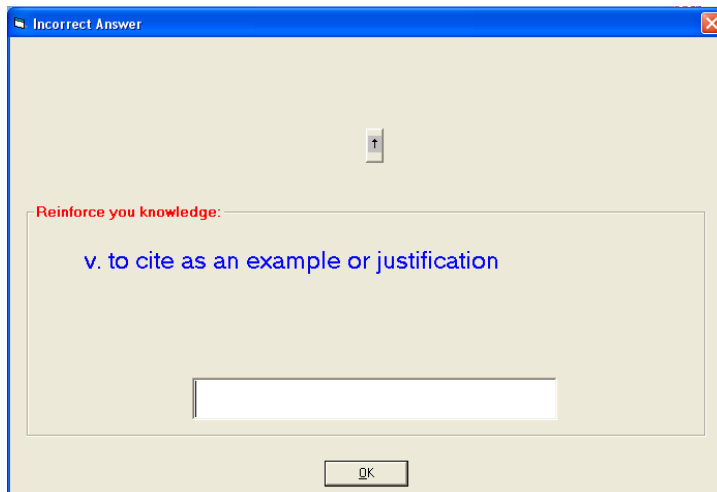 Incorrect Answer
↑
Reinforce you knowledge:
v. to cite as an example or justification
OK